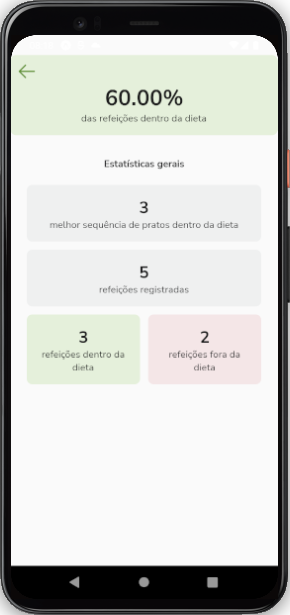 60.00%
das refeições dentro da dieta
Estatísticas gerais
3
melhor sequência de pratos dentro da dieta
5
refeições registradas
3
refeições dentro da
dieta
2
refeições fora da
dieta